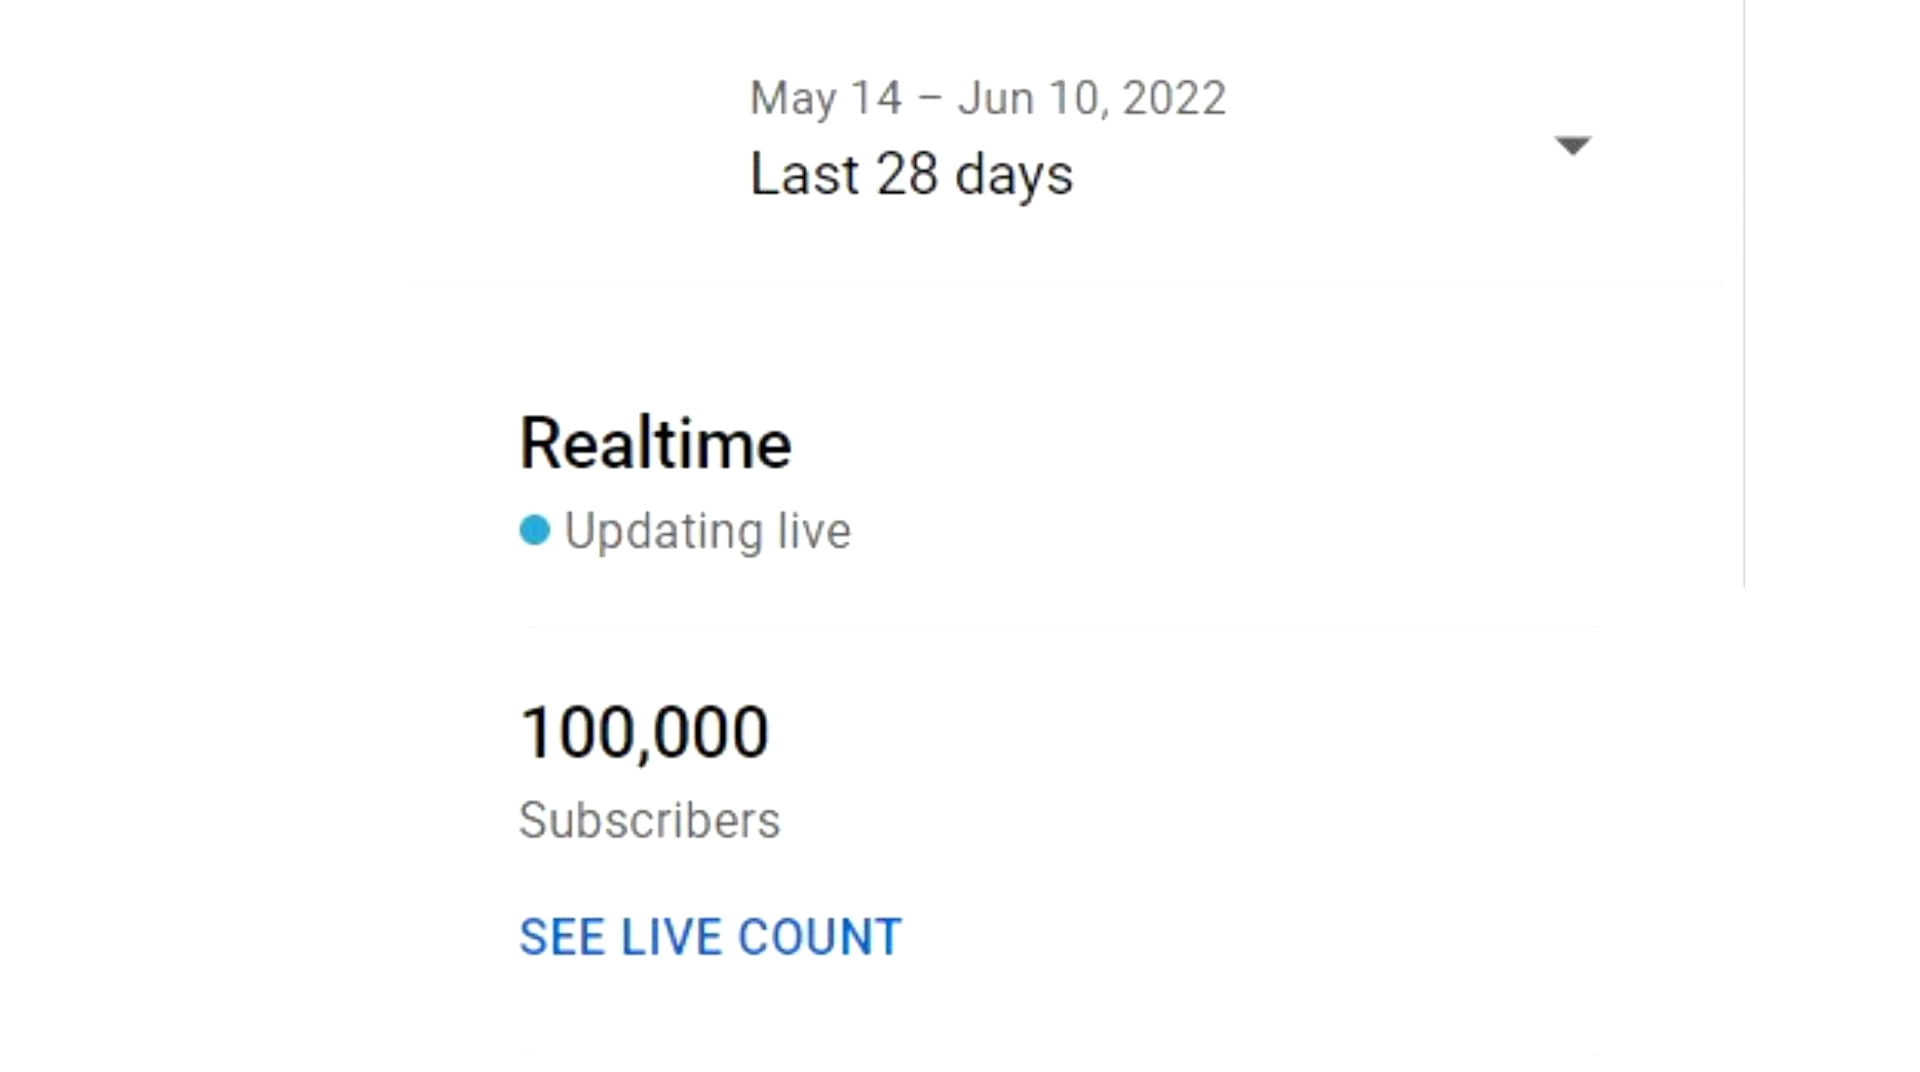 May 14 – Jun 10, 2022
Last 28 days
Realtime
Updating live
100,000
Subscribers
SEE LIVE COUNT